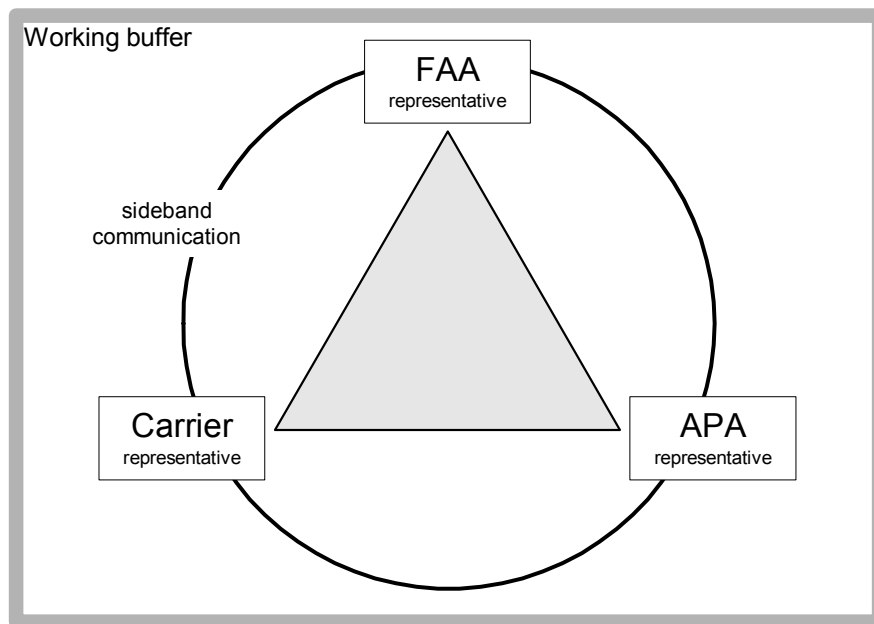 Working buffer
FAA
representative
sideband
communication
Carrier
representative
APA
representative